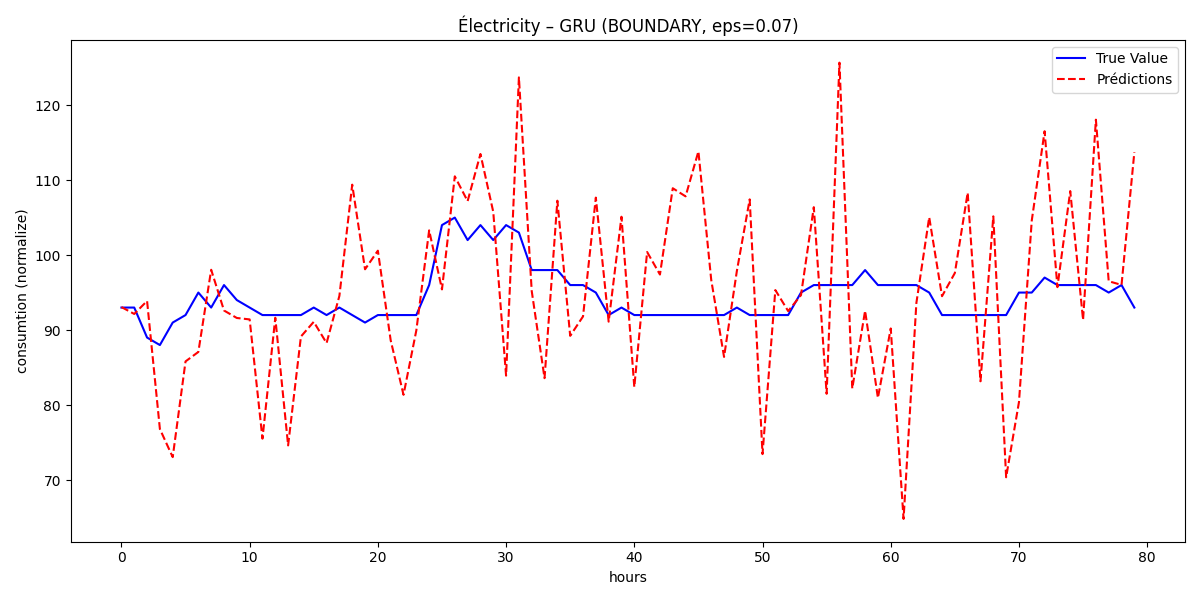 Électricity – GRU (BOUNDARY, eps=0.07)
True Value
Prédictions
consumtion (normalize)
120
110
100
90
80
70
0 10 20 30 40 50 60 70 80
hours